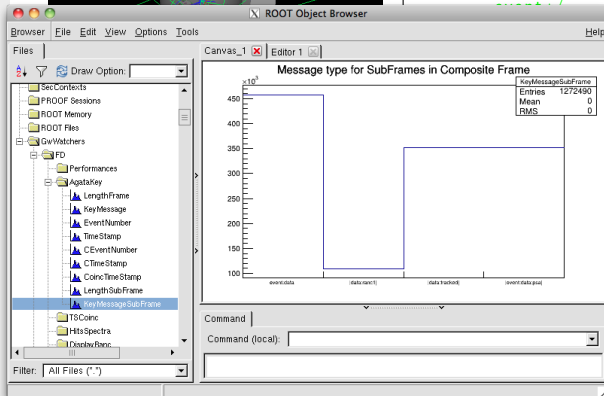 ROOT Object Browser
Browser File Edit View Options Tools Help
Files
Canvas_1 Editor 1
Draw Option:
SecContexts
PROOF Sessions
ROOT Memory
ROOT Files
GwWatchers
FD
Performances
AgataKey
LengthFrame
KeyMessage
EventNumber
TimeStamp
CEventNumber
CTimeStamp
CoincTimeStamp
LengthSubFrame
KeyMessageSubFrame
TSCoinc
HitsSpectra
DisplayBanc
Filter: All Files (*.*)
Message type for SubFrames in Composite Frame
×10³
KeyMessageSubFrame
Entries 1272490
Mean 0
RMS 0
450
400
350
300
250
200
150
100
event:data
data:ranc1
data:tracked
event:data:psa
Command
Command (local):